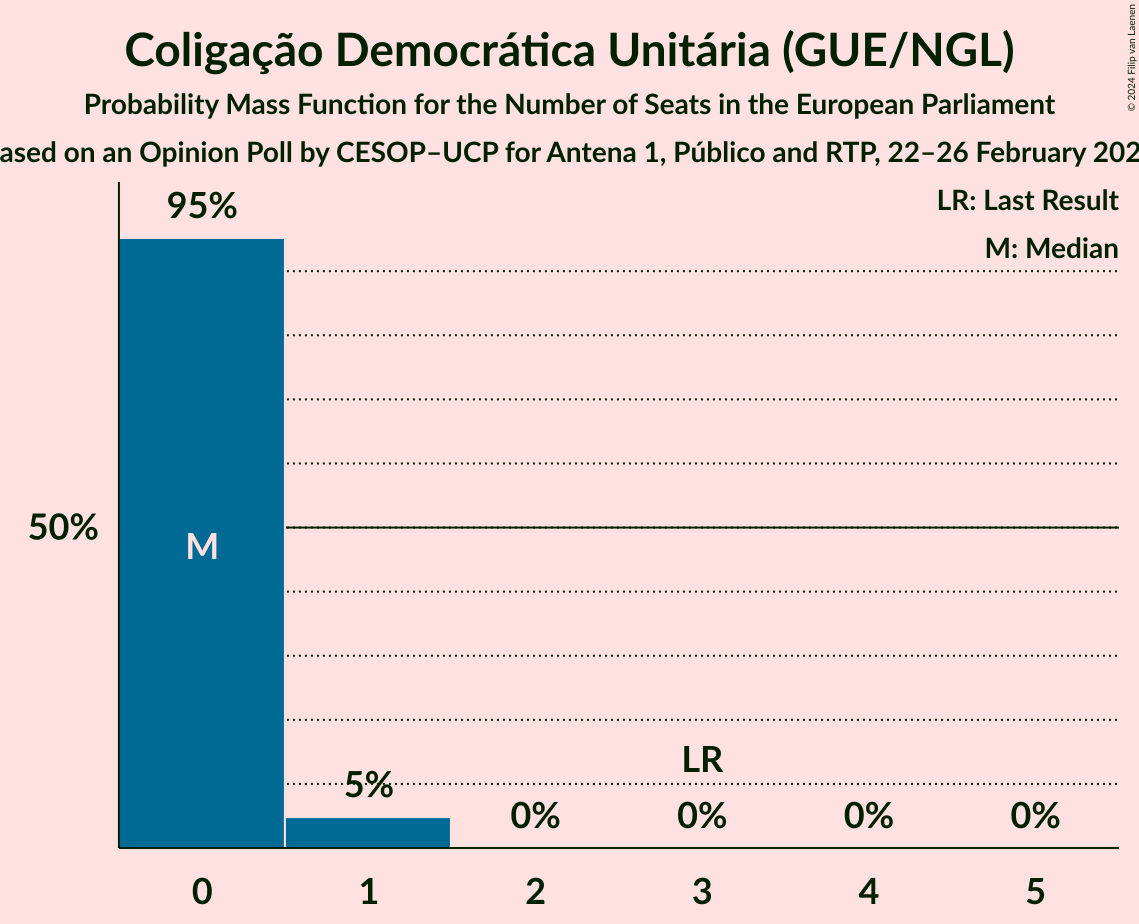 Coligação Democrática Unitária (GUE/NGL)
Probability Mass Function for the Number of Seats in the European Parliament
ased on an Opinion Poll by CESOP–UCP for Antena 1, Público and RTP, 22–26 February 202
© 2024 Filip van Laenen
LR: Last Result
M: Median
95%
50%
M
LR
5%
0%
0%
0%
0%
0
1
2
3
4
5